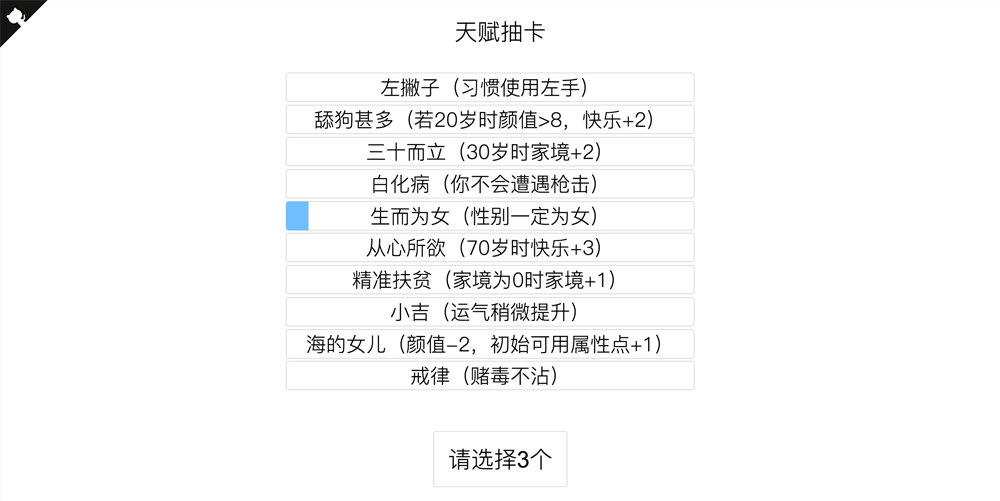 天赋抽卡
左撇子（习惯使用左手）
舔狗甚多（若20岁时颜值>8，快乐+2）
三十而立（30岁时家境+2）
白化病（你不会遭遇枪击）
生而为女（性别一定为女）
从心所欲（70岁时快乐+3）
精准扶贫（家境为0时家境+1）
小吉（运气稍微提升）
海的女儿（颜值-2，初始可用属性点+1）
戒律（赌毒不沾）
请选择3个